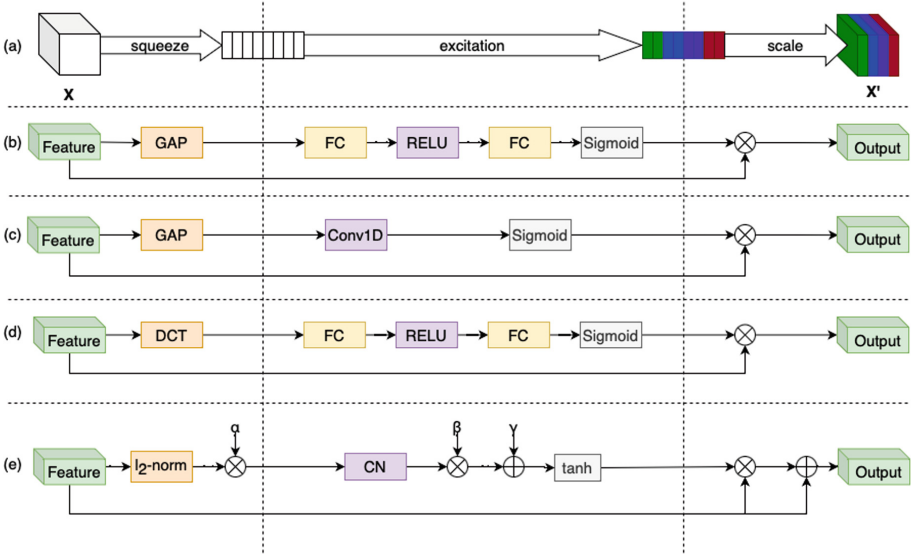 (a) squeeze excitation scale
X X'
(b) Feature GAP FC RELU FC Sigmoid Output
(c) Feature GAP Conv1D Sigmoid Output
(d) Feature DCT FC RELU FC Sigmoid Output
α β γ
(e) Feature l₂-norm CN tanh Output